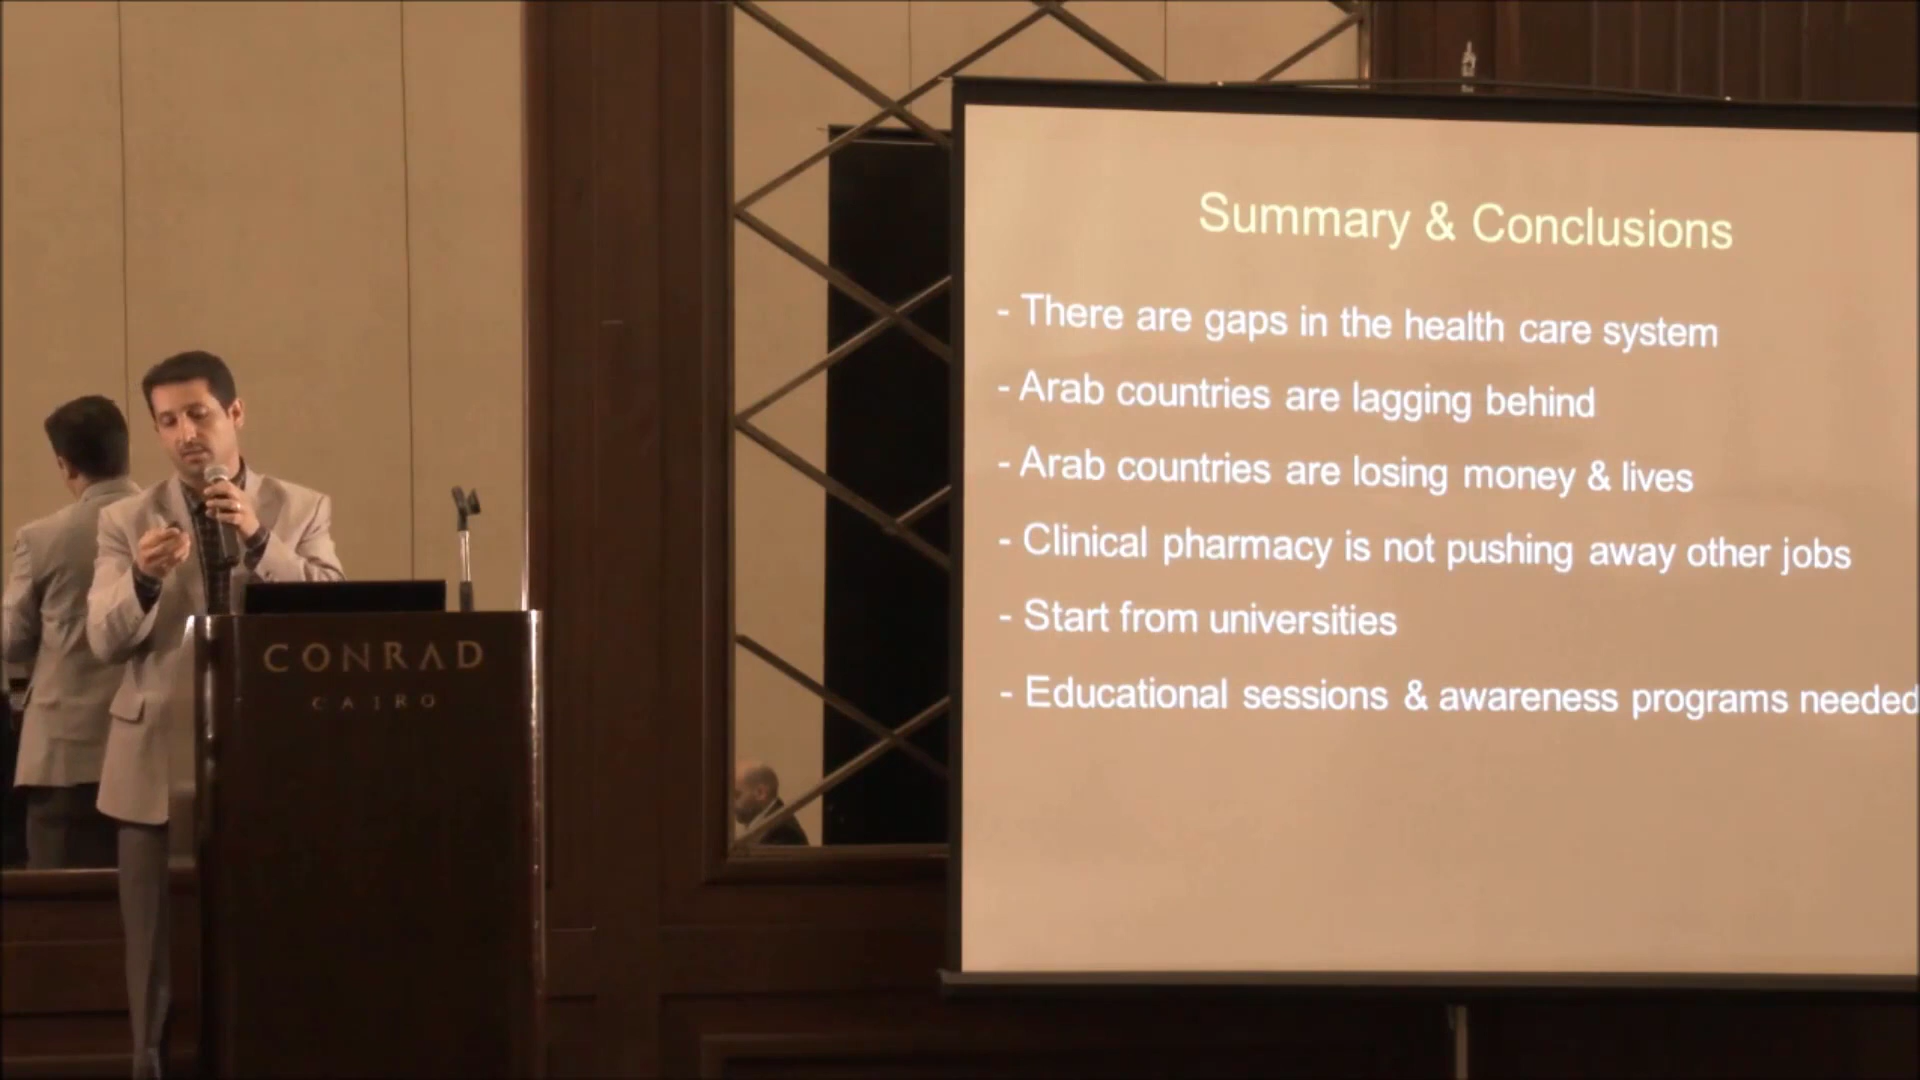 Summary & Conclusions
- There are gaps in the health care system
- Arab countries are lagging behind
- Arab countries are losing money & lives
- Clinical pharmacy is not pushing away other jobs
- Start from universities
- Educational sessions & awareness programs needed
CONRAD
CAIRO